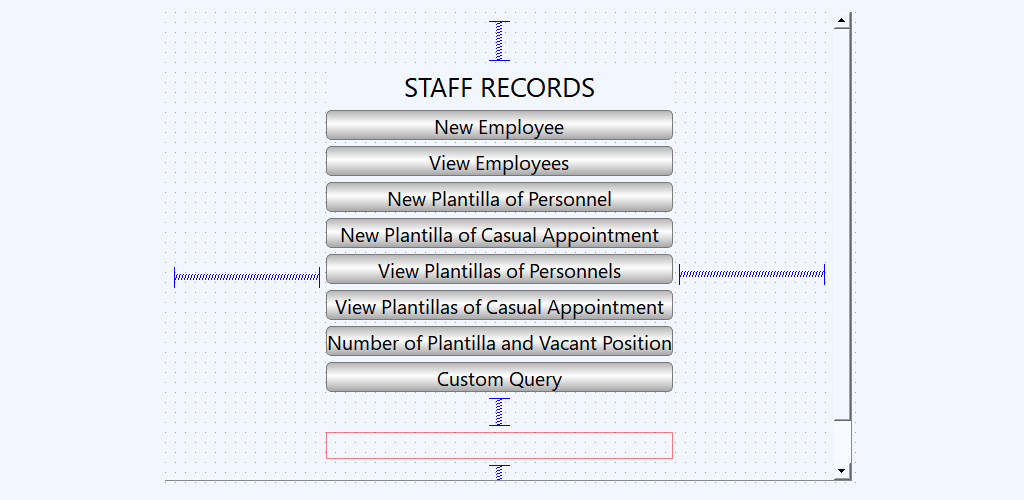 STAFF RECORDS
New Employee
View Employees
New Plantilla of Personnel
New Plantilla of Casual Appointment
View Plantillas of Personnels
View Plantillas of Casual Appointment
Number of Plantilla and Vacant Position
Custom Query